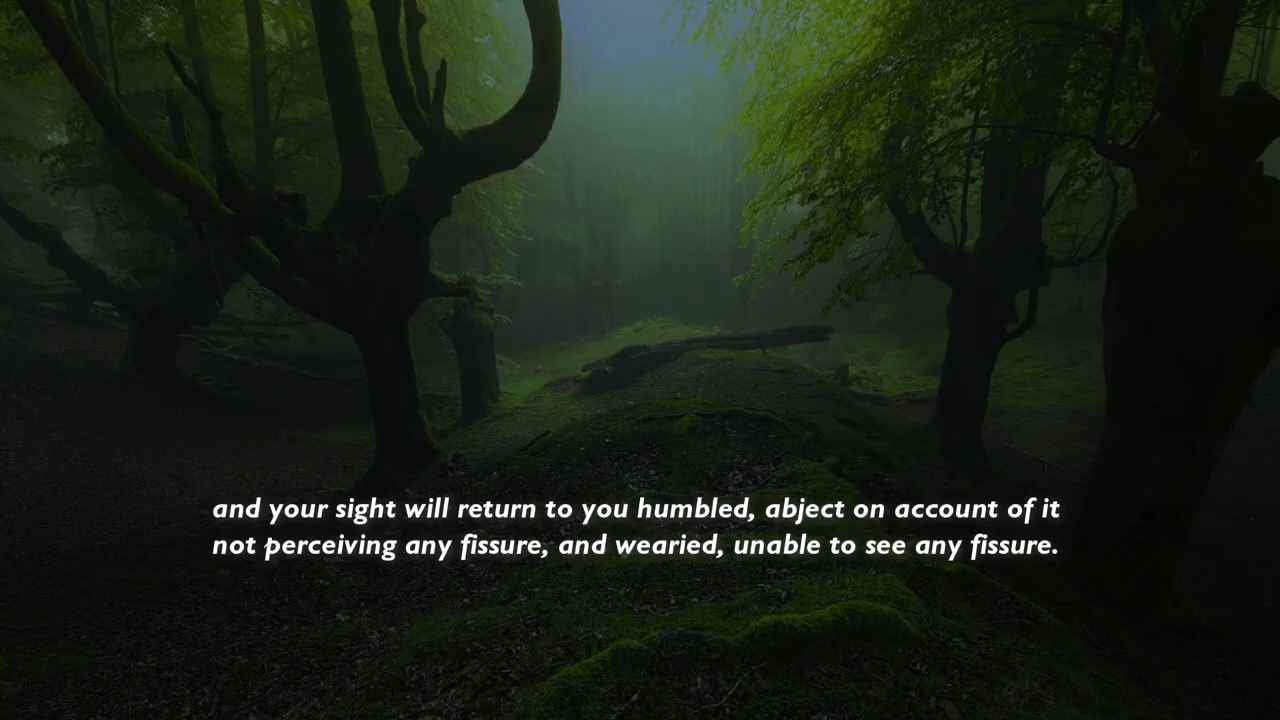 and your sight will return to you humbled, abject on account of it
not perceiving any fissure, and wearied, unable to see any fissure.